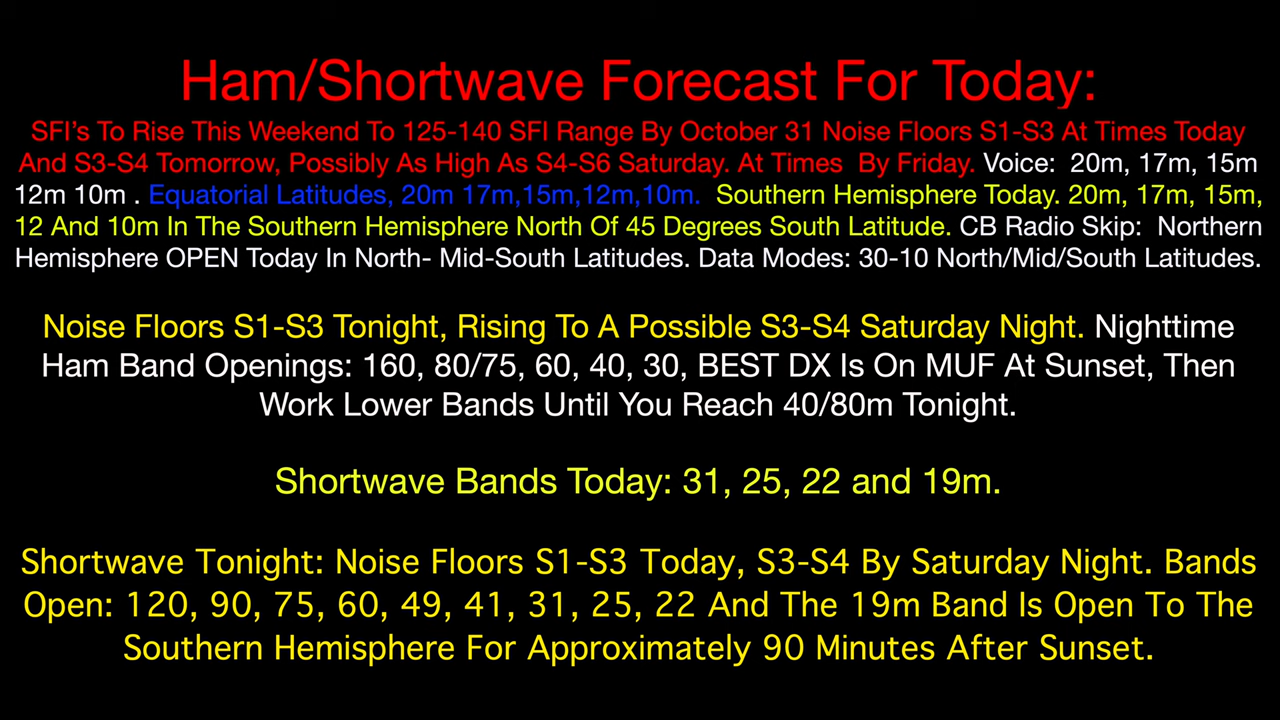 Ham/Shortwave Forecast For Today:
SFI's To Rise This Weekend To 125-140 SFI Range By October 31 Noise Floors S1-S3 At Times Today
And S3-S4 Tomorrow, Possibly As High As S4-S6 Saturday. At Times  By Friday. Voice:  20m, 17m, 15m
12m 10m . Equatorial Latitudes, 20m 17m,15m,12m,10m.  Southern Hemisphere Today. 20m, 17m, 15m,
12 And 10m In The Southern Hemisphere North Of 45 Degrees South Latitude. CB Radio Skip:  Northern
Hemisphere OPEN Today In North- Mid-South Latitudes. Data Modes: 30-10 North/Mid/South Latitudes.
Noise Floors S1-S3 Tonight, Rising To A Possible S3-S4 Saturday Night. Nighttime
Ham Band Openings: 160, 80/75, 60, 40, 30, BEST DX Is On MUF At Sunset, Then
Work Lower Bands Until You Reach 40/80m Tonight.
Shortwave Bands Today: 31, 25, 22 and 19m.
Shortwave Tonight: Noise Floors S1-S3 Today, S3-S4 By Saturday Night. Bands
Open: 120, 90, 75, 60, 49, 41, 31, 25, 22 And The 19m Band Is Open To The
Southern Hemisphere For Approximately 90 Minutes After Sunset.